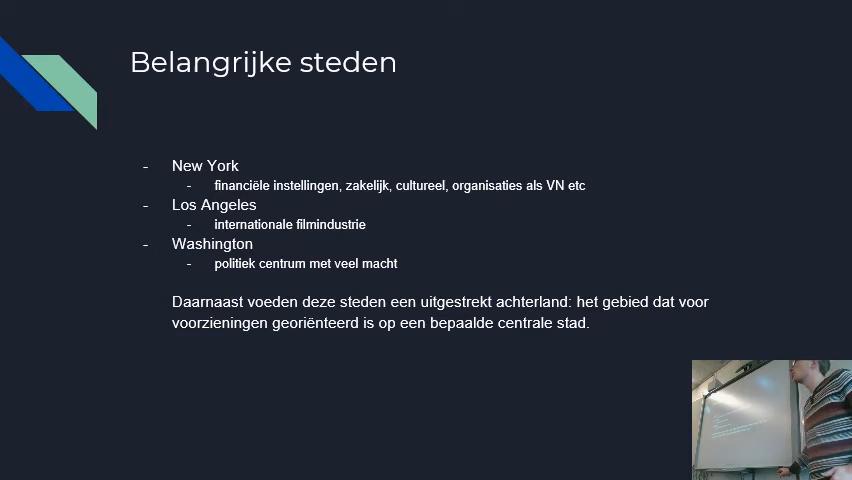 Belangrijke steden
- New York
- financiële instellingen, zakelijk, cultureel, organisaties als VN etc
- Los Angeles
- internationale filmindustrie
- Washington
- politiek centrum met veel macht
Daarnaast voeden deze steden een uitgestrekt achterland: het gebied dat voor
voorzieningen georiënteerd is op een bepaalde centrale stad.